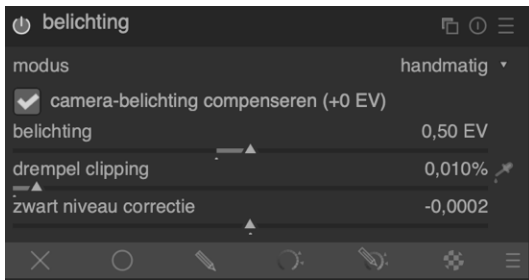 belichting
modus handmatig
camera-belichting compenseren (+0 EV)
belichting 0,50 EV
drempel clipping 0,010%
zwart niveau correctie -0,0002